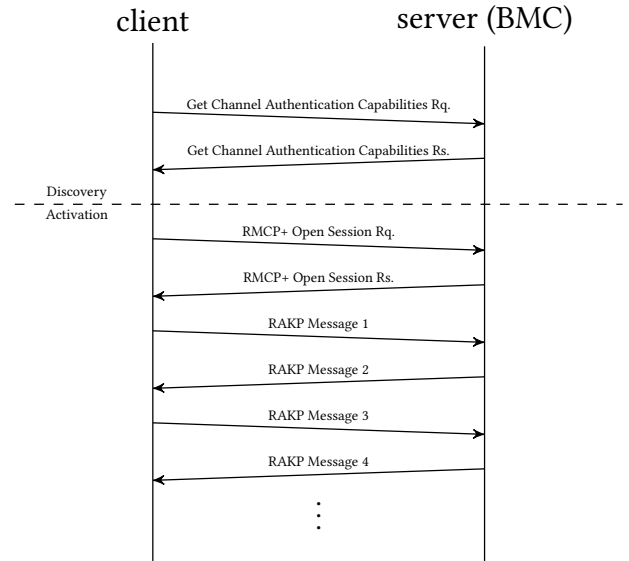 client
server (BMC)
Get Channel Authentication Capabilities Rq.
Get Channel Authentication Capabilities Rs.
Discovery
Activation
RMCP+ Open Session Rq.
RMCP+ Open Session Rs.
RAKP Message 1
RAKP Message 2
RAKP Message 3
RAKP Message 4